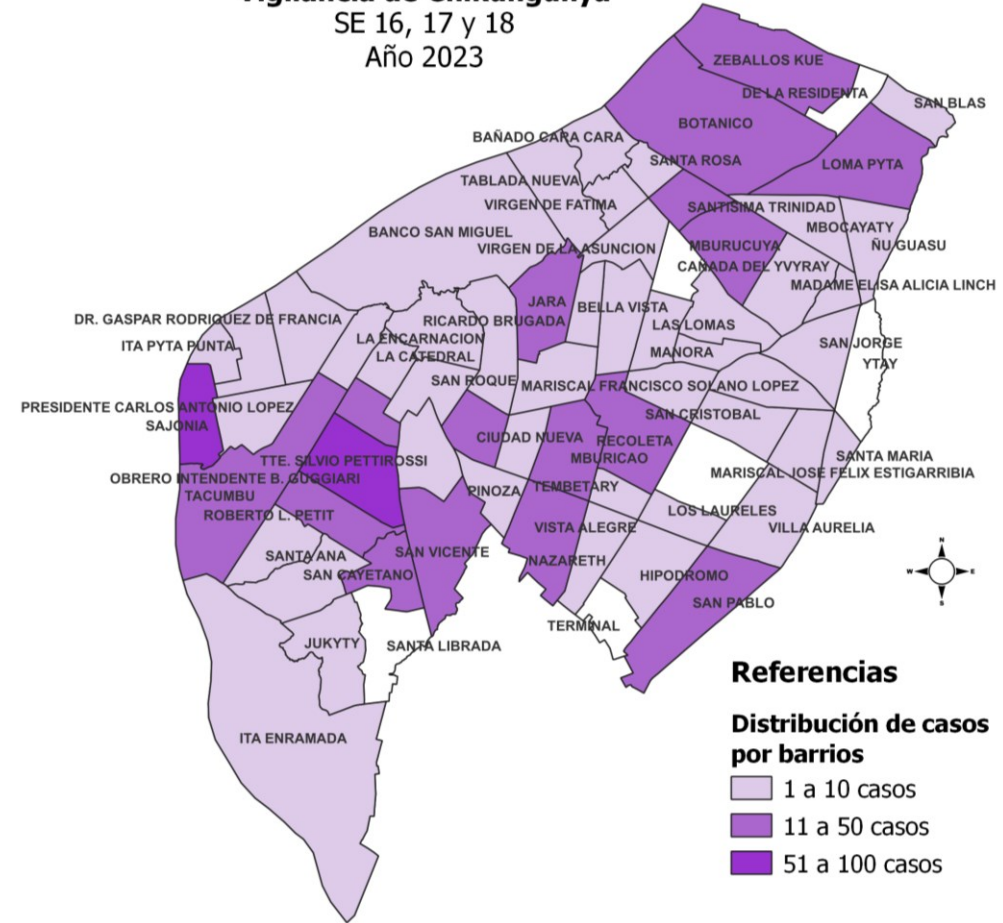 Vigilancia de Chikungunya
SE 16, 17 y 18
Año 2023
ZEBALLOS KUE
DE LA RESIDENTA
SAN BLAS
BOTANICO
BAÑADO CARA CARA
SANTA ROSA
LOMA PYTA
TABLADA NUEVA
VIRGEN DE FATIMA
SANTISIMA TRINIDAD
MBOCAYATY
BANCO SAN MIGUEL
VIRGEN DE LA ASUNCION
MBURUCUYA
ÑU GUASU
CANADA DEL YVYRAY
MADAME ELISA ALICIA LINCH
JARA
BELLA VISTA
DR. GASPAR RODRIGUEZ DE FRANCIA
RICARDO BRUGADA
LAS LOMAS
LA ENCARNACION
ITA PYTA PUNTA
LA CATEDRAL
MANORA
SAN JORGE
YTAY
SAN ROQUE
MARISCAL FRANCISCO SOLANO LOPEZ
PRESIDENTE CARLOS ANTONIO LOPEZ
SAJONIA
SAN CRISTOBAL
CIUDAD NUEVA
RECOLETA
MBURICAO
SANTA MARIA
TTE. SILVIO PETTIROSSI
MARISCAL JOSE FELIX ESTIGARRIBIA
OBRERO INTENDENTE B. GUGGIARI
TACUMBU
PINOZA
TEMBETARY
ROBERTO L. PETIT
LOS LAURELES
VISTA ALEGRE
VILLA AURELIA
SANTA ANA
SAN VICENTE
NAZARETH
SAN CAYETANO
HIPODROMO
SAN PABLO
TERMINAL
JUKYTY
SANTA LIBRADA
ITA ENRAMADA
N
W
E
S
Referencias
Distribución de casos
por barrios
1 a 10 casos
11 a 50 casos
51 a 100 casos